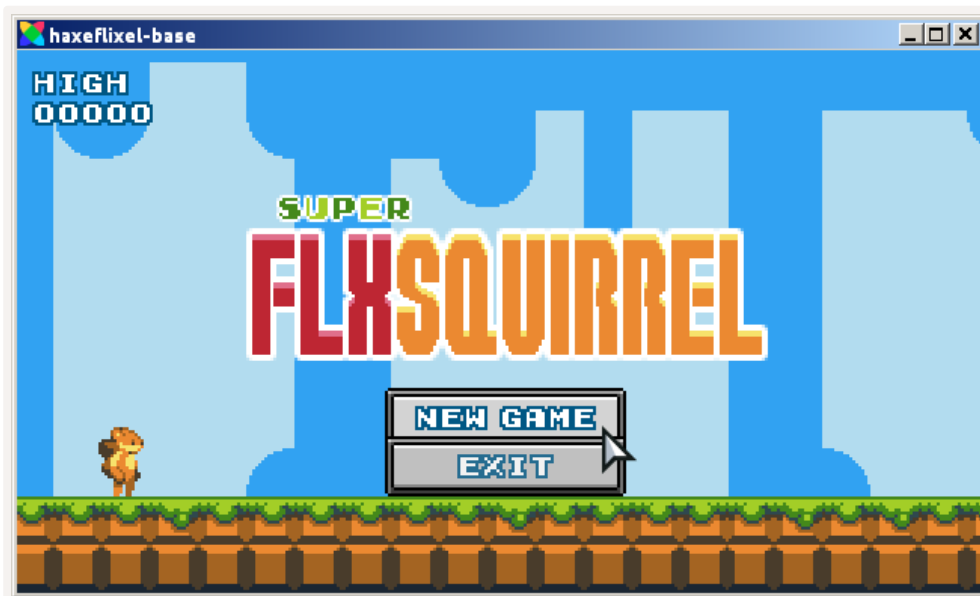 haxeflixel-base
HIGH
00000
SUPER
FLXSQUIRREL
NEW GAME
EXIT